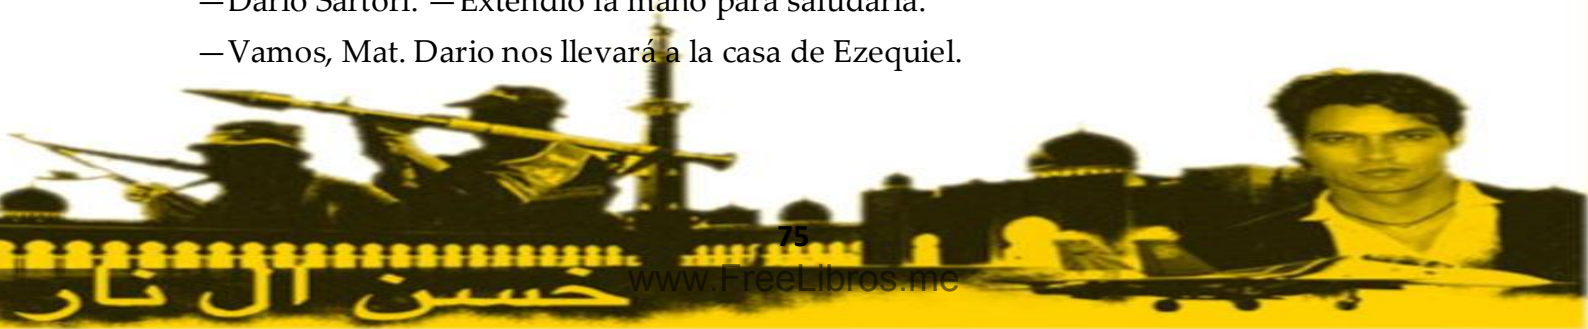 —Dario Sartori. —Extendió la mano para saludarla.
—Vamos, Mat. Dario nos llevará a la casa de Ezequiel.
75
خسن ال نار
www.FreeLibros.me